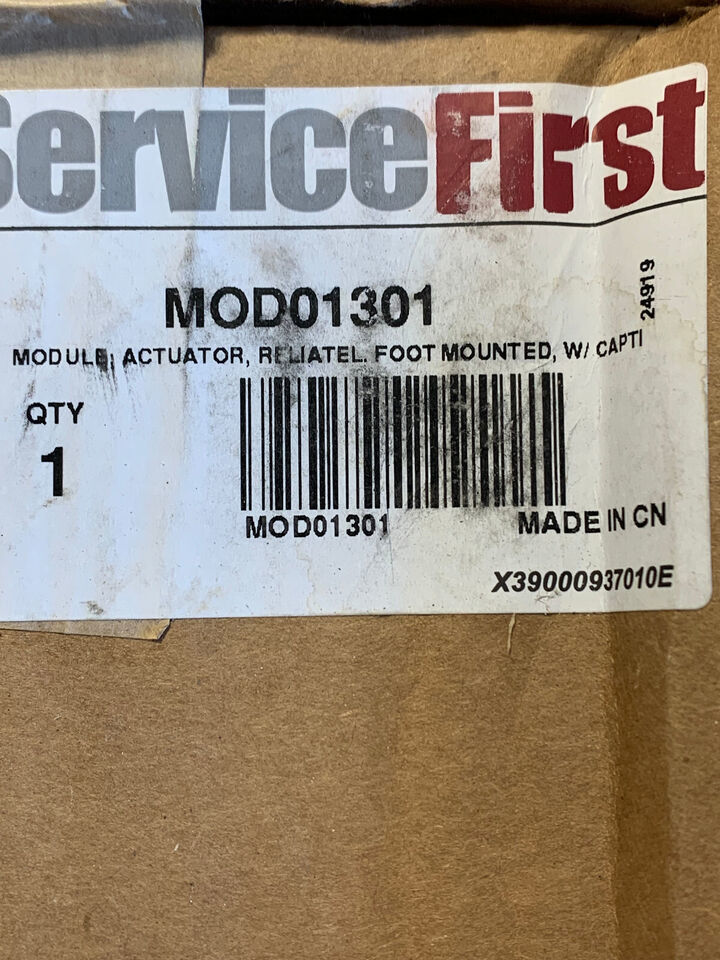 ServiceFirst
MOD01301
24919
MODULE, ACTUATOR, RELIATEL. FOOT MOUNTED, W/ CAPTI
QTY
1
MOD01301
MADE IN CN
X39000937010E